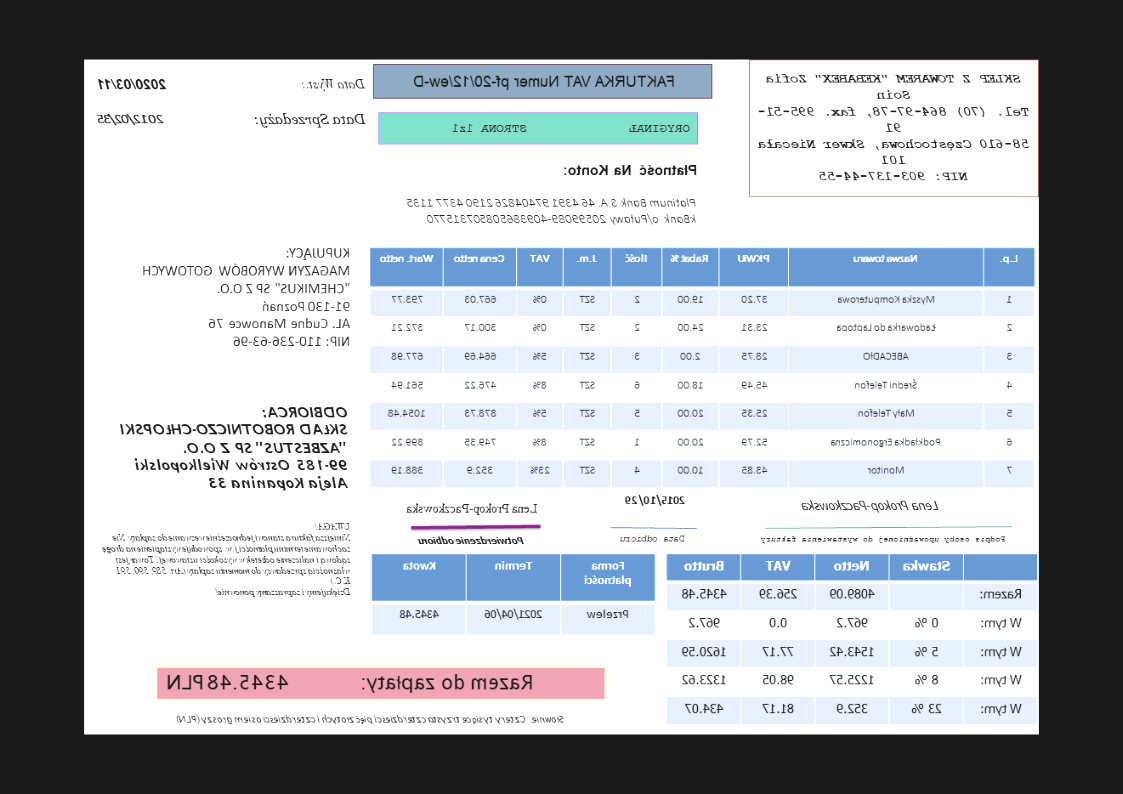 SKLEP Z TOWAREM "KEBABEX" Zofia
Soin
Tel. (70) 864-97-78, fax. 995-51-
91
58-610 Częstochowa, Skwer Niecała
101
NIP: 903-137-44-55
FAKTURKA VAT Numer pf-20/12/ew-D
ORYGINAŁ STRONA 1z1
Data Wyst.: 2020/03/11
Data Sprzedaży:
Płatność Na Konto:
Platinum Bank S.A. 46 4391 97404826 2190 4377 1135
kBank o/Puławy 20599089-409386508507315770
KUPUJĄCY:
MAGAZYN WYROBÓW GOTOWYCH
"CHEMIKUS" SP Z O.O.
91-130 Poznań
AL. Cudne Manowce 76
NIP: 110-236-63-96
ODBIORCA:
SKŁAD ROBOTNICZO-CHŁOPSKI
"AZBZESTUS" SP Z O.O.
99-185 Ostrów Wielkopolski
Aleja Kopanina 33
L.p. Nazwa towaru PKWiU Rabat % Ilość J.m. VAT Cena netto Wart. netto
1 Myszka Komputerowa 37.20 19.00 2 SZT 0% 667.03 793.77
2 Ładowarka do Laptopa 23.31 24.00 2 SZT 0% 300.17 372.21
3 ABECADŁO 28.75 2.00 3 SZT 5% 664.69 677.98
4 Średni Telefon 45.49 18.00 6 SZT 8% 476.22 561.94
5 Mały Telefon 25.35 20.00 5 SZT 5% 878.73 1054.48
6 Podkładka Ergonomiczna 52.79 20.00 1 SZT 8% 749.35 899.22
7 Monitor 43.85 10.00 4 SZT 23% 352.9 388.19
Lena Prokop-Paczkowska
Podpis osoby upoważnionej do wystawienia faktury
2015/10/29
Data odbioru
Lena Prokop-Paczkowska
Potwierdzenie odbioru
UWAGA!
Niniejsza faktura stanowi jednocześnie wezwanie do zapłaty. Nie
zachowanie terminu płatności j.w. spowoduje wystąpienie na drogę
sądową i naliczenie odsetek w wysokości ustawowej! Towar jest
własnością sprzedawcy do momentu zapłaty (Art. 589, 590, 591
K.C.)
Dziękujemy i zapraszamy ponownie!
Stawka Netto VAT Brutto
Razem: 4089.09 256.39 4345.48
W tym: 0 % 967.2 0.0 967.2
W tym: 5 % 1543.42 77.17 1620.59
W tym: 8 % 1225.57 98.05 1323.62
W tym: 23 % 352.9 81.17 434.07
Forma płatności Termin Kwota
Przelew 2021/04/06 4345.48
Razem do zapłaty: 4345.48PLN
Słownie: Cztery tysiące trzysta czterdzieści pięć złotych i czterdzieści osiem groszy (PLN)